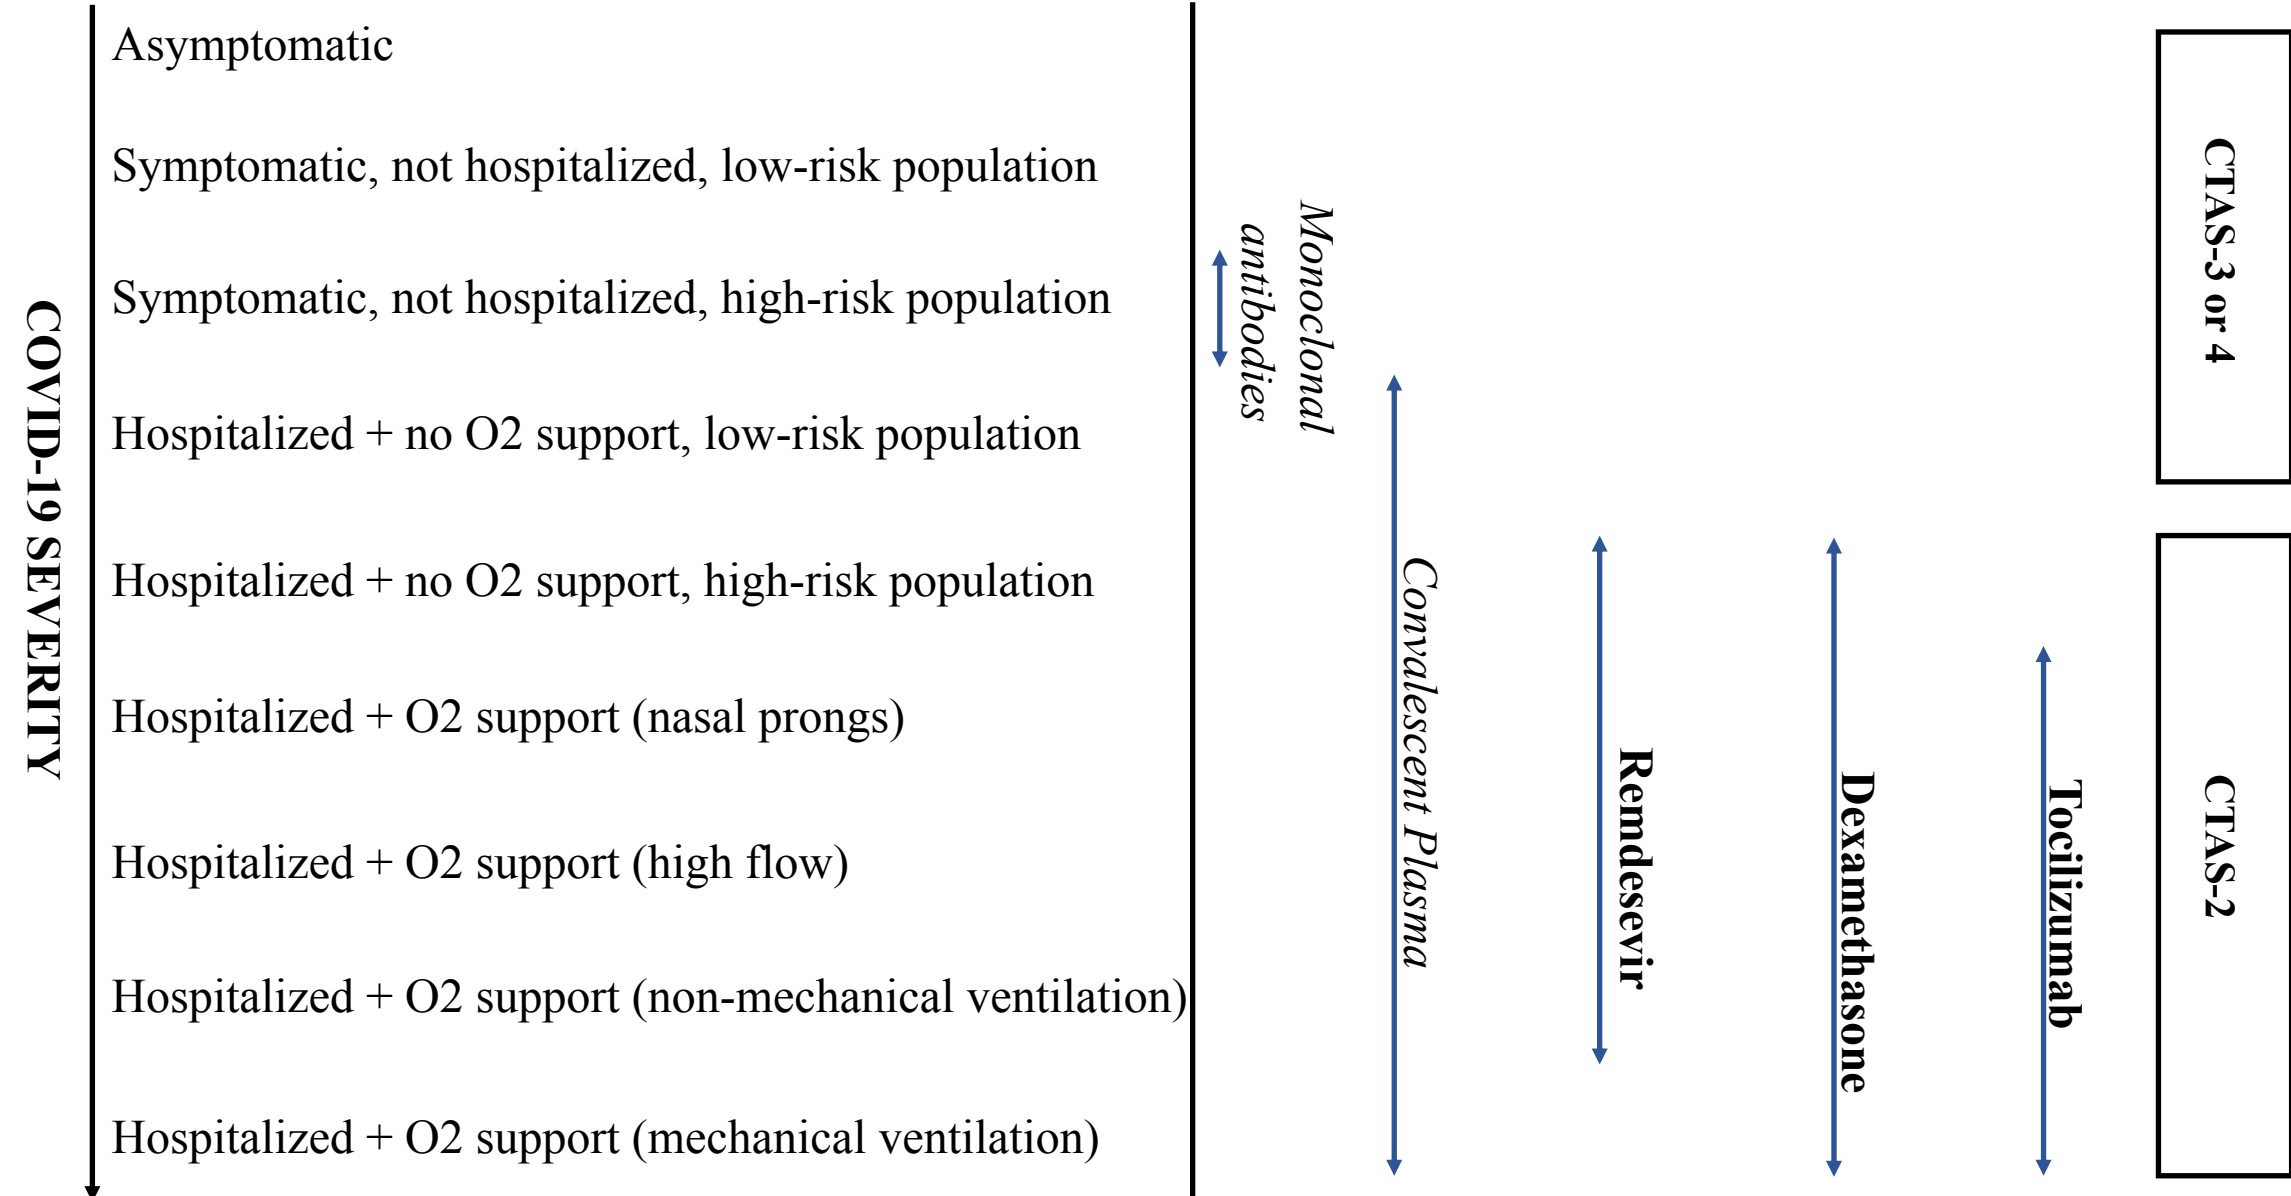 COVID-19 SEVERITY
Asymptomatic
Symptomatic, not hospitalized, low-risk population
Symptomatic, not hospitalized, high-risk population
Hospitalized + no O2 support, low-risk population
Hospitalized + no O2 support, high-risk population
Hospitalized + O2 support (nasal prongs)
Hospitalized + O2 support (high flow)
Hospitalized + O2 support (non-mechanical ventilation)
Hospitalized + O2 support (mechanical ventilation)
Monoclonal
antibodies
Convalescent Plasma
Remdesevir
Dexamethasone
Tocilizumab
CTAS-3 or 4
CTAS-2